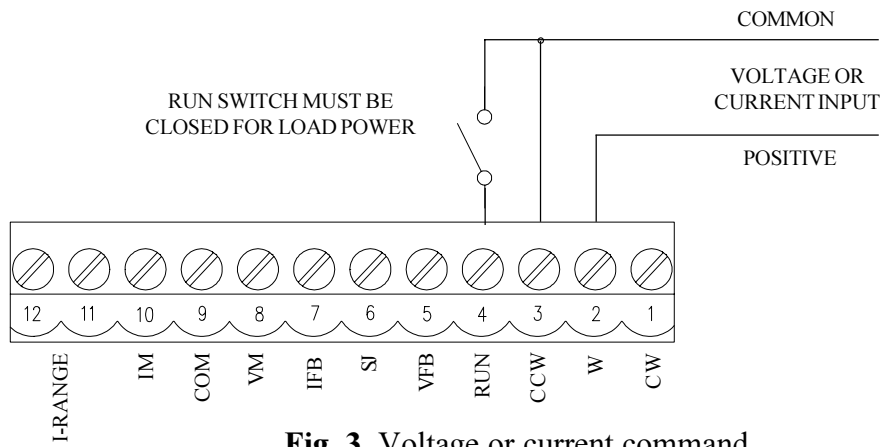 COMMON
VOLTAGE OR
CURRENT INPUT
RUN SWITCH MUST BE
CLOSED FOR LOAD POWER
POSITIVE
12 11 10 9 8 7 6 5 4 3 2 1
I-RANGE IM COM VM IFB SJ VFB RUN CCW W CW
Fig. 3 Voltage or current command